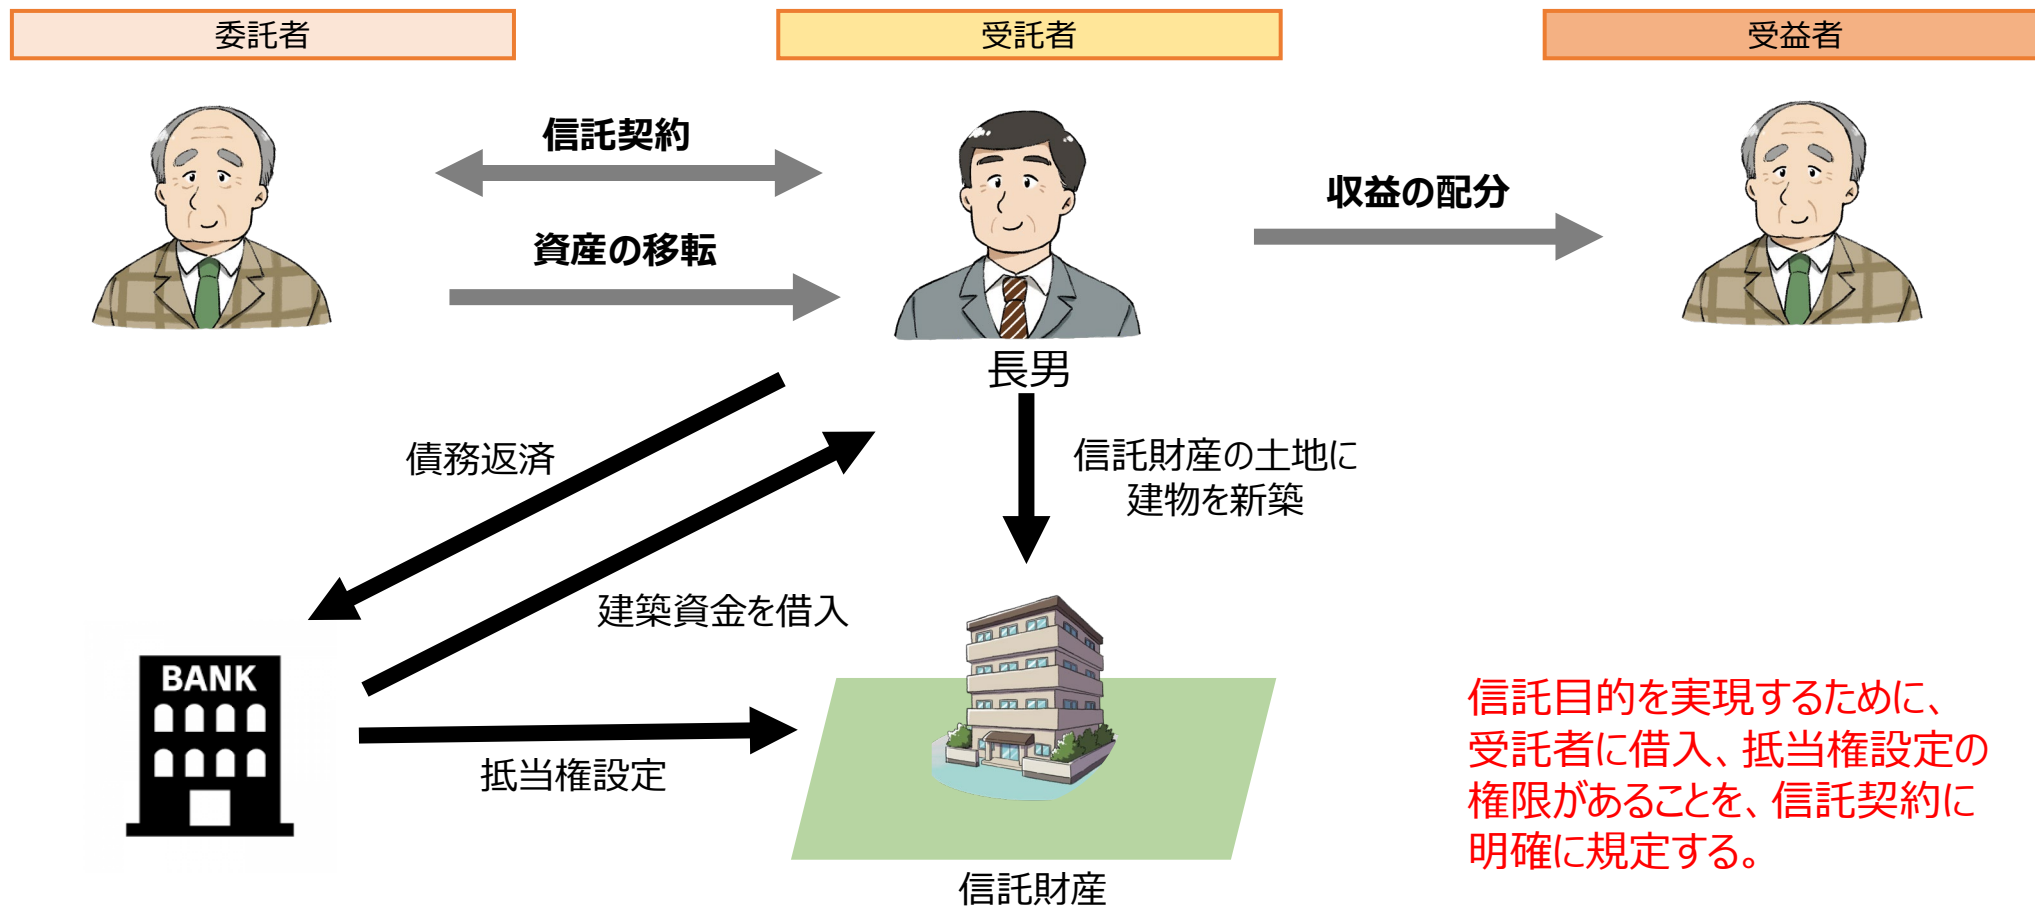 委託者
受託者
受益者
信託契約
資産の移転
収益の配分
長男
債務返済
信託財産の土地に
建物を新築
建築資金を借入
BANK
抵当権設定
信託財産
信託目的を実現するために、
受託者に借入、抵当権設定の
権限があることを、信託契約に
明確に規定する。